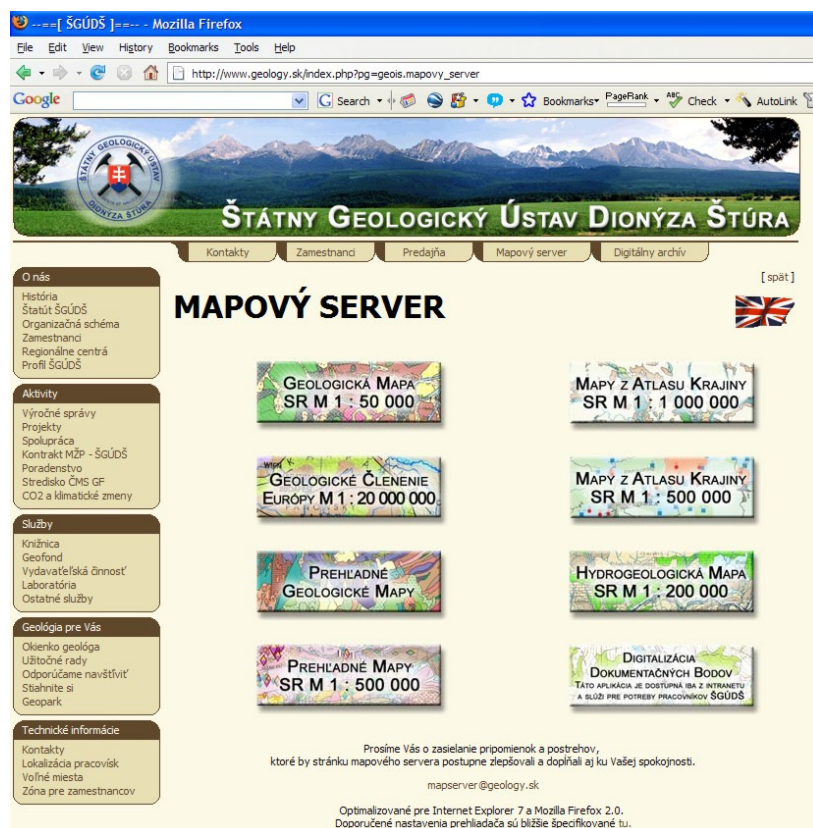 --==[ ŠGÚDŠ ]==-- - Mozilla Firefox
File Edit View History Bookmarks Tools Help
http://www.geology.sk/index.php?pg=geois.mapovy_server
Google Search Bookmarks PageRank ABC Check AutoLink
ŠTÁTNY GEOLOGICKÝ ÚSTAV DIONÝZA ŠTÚRA
Štátny Geologický Ústav Dionýza Štúra
Kontakty Zamestnanci Predajňa Mapový server Digitálny archív
[ späť ]
MAPOVÝ SERVER
O nás
História
Štatút ŠGÚDŠ
Organizačná schéma
Zamestnanci
Regionálne centrá
Profil ŠGÚDŠ
Aktivity
Výročné správy
Projekty
Spolupráca
Kontrakt MŽP - ŠGÚDŠ
Poradenstvo
Stredisko ČMS GF
CO2 a klimatické zmeny
Služby
Knižnica
Geofond
Vydavateľská činnosť
Laboratória
Ostatné služby
Geológia pre Vás
Okienko geológa
Užitočné rady
Odporúčame navštíviť
Stiahnite si
Geopark
Technické informácie
Kontakty
Lokalizácia pracovísk
Voľné miesta
Zóna pre zamestnancov
Geologická Mapa
SR M 1 : 50 000
Mapy z Atlasu Krajiny
SR M 1 : 1 000 000
Geologické Členenie
Európy M 1 : 20 000 000
Mapy z Atlasu Krajiny
SR M 1 : 500 000
Prehľadné
Geologické Mapy
Hydrogeologická Mapa
SR M 1 : 200 000
Prehľadné Mapy
SR M 1 : 500 000
Digitalizácia
Dokumentačných Bodov
Táto aplikácia je dostupná iba z intranetu
a slúži pre potreby pracovníkov ŠGÚDŠ
Prosíme Vás o zasielanie pripomienok a postrehov,
ktoré by stránku mapového servera postupne zlepšovali a dopĺňali aj ku Vašej spokojnosti.
mapserver@geology.sk
Optimalizované pre Internet Explorer 7 a Mozilla Firefox 2.0.
Doporučené nastavenia prehliadača sú bližšie špecifikované tu.